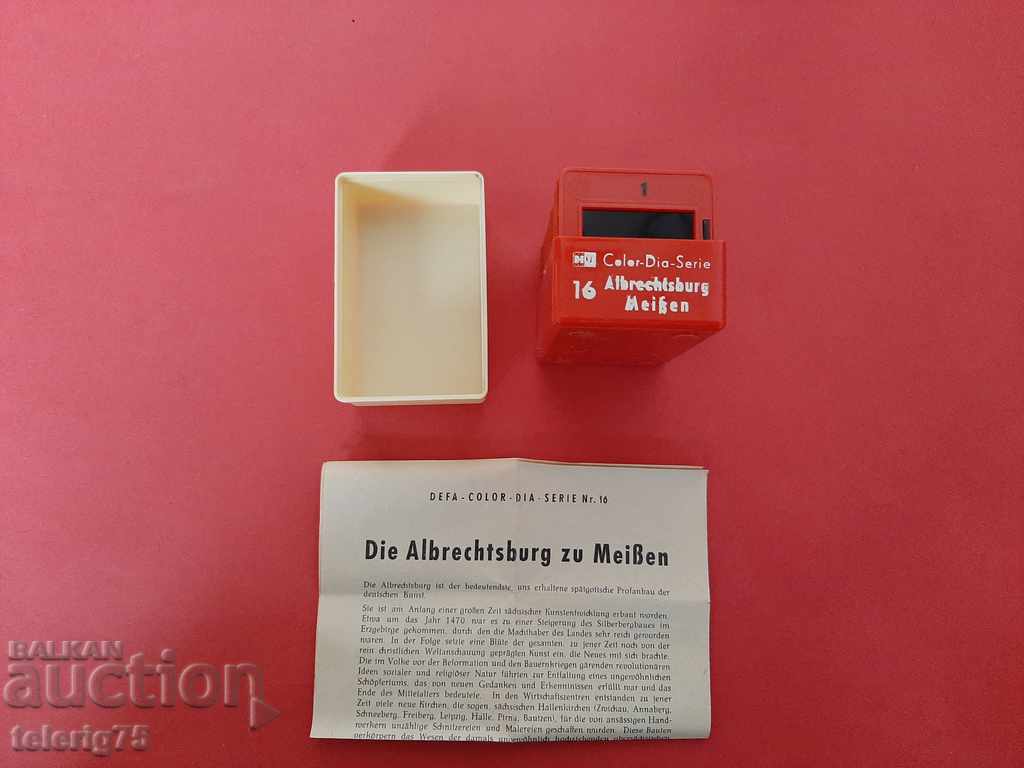 1
Color-Dia-Serie
16 Albrechtsburg
Meißen
DEFA-COLOR-DIA-SERIE Nr. 16
Die Albrechtsburg zu Meißen
Die Albrechtsburg ist der bedeutendste, uns erhaltene spätgotische Profanbau der
deutschen Kunst.
Sie ist am Anfang einer großen Zeit sächsischer Kunstentwicklung erbaut worden.
Etwa um das Jahr 1470 war es zu einer Steigerung des Silberbergbaues im
Erzgebirge gekommen, durch den die Machthaber des Landes sehr reich geworden
waren. In der Folge setzte eine Blüte der gesamten, zu jener Zeit noch von der
rein christlichen Weltanschauung geprägten Kunst ein, die Neues mit sich brachte.
Die im Volke vor der Reformation und den Bauernkriegen gärenden revolutionären
Ideen sozialer und religiöser Natur führten zur Entfaltung eines ungewöhnlichen
Schöpfertums, das von neuen Gedanken und Erkenntnissen erfüllt war und das
Ende des Mittelalters bedeutete. In den Wirtschaftszentren entstanden zu jener
Zeit viele neue Kirchen, die sogen. sächsischen Hallenkirchen (Zwickau, Annaberg,
Schneeberg, Freiberg, Leipzig, Halle, Pirna, Bautzen), für die von ansässigen Hand-
werkern unzählige Schnitzereien und Malereien geschaffen wurden. Diese Bauten
verkörpern das Wesen der damals ungewöhnlich hochstehenden obersächsischen
BALKAN
auction
telerig75